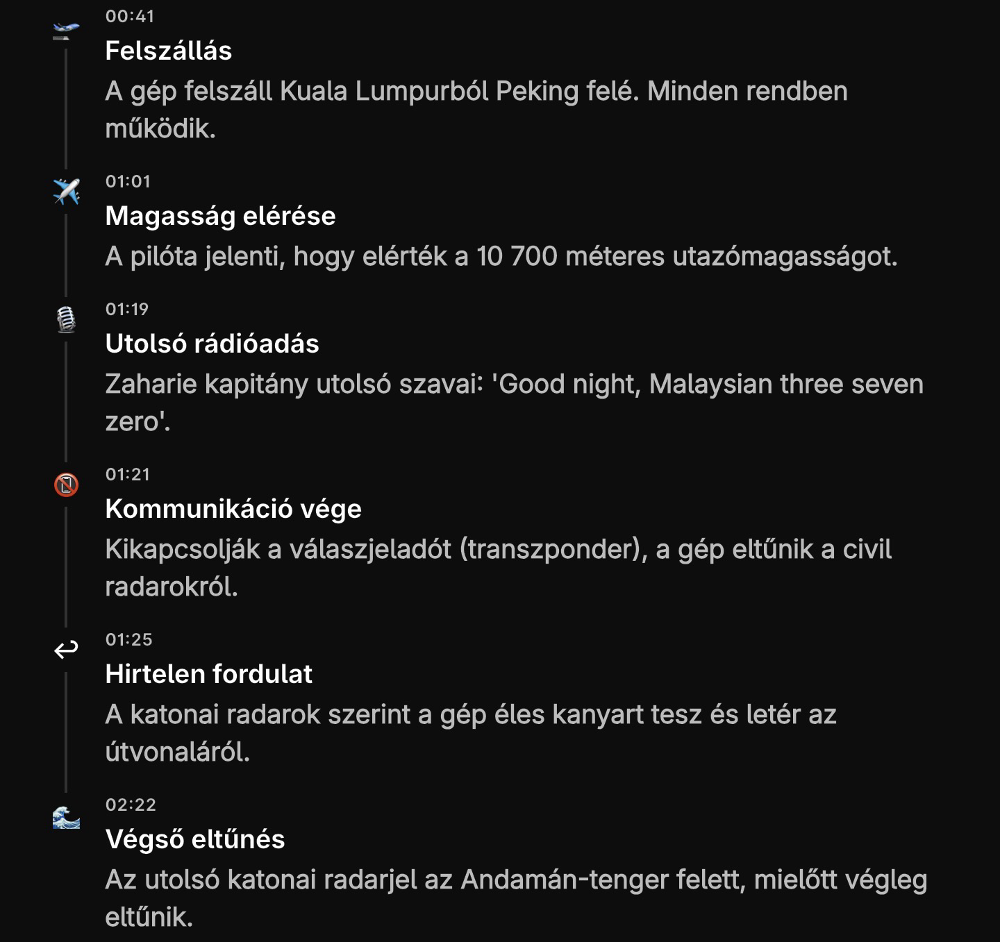 00:41
Felszállás
A gép felszáll Kuala Lumpurból Peking felé. Minden rendben
működik.
01:01
Magasság elérése
A pilóta jelenti, hogy elérték a 10 700 méteres utazómagasságot.
01:19
Utolsó rádióadás
Zaharie kapitány utolsó szavai: 'Good night, Malaysian three seven
zero'.
01:21
Kommunikáció vége
Kikapcsolják a válaszjeladót (transzponder), a gép eltűnik a civil
radarokról.
01:25
Hirtelen fordulat
A katonai radarok szerint a gép éles kanyart tesz és letér az
útvonaláról.
02:22
Végső eltűnés
Az utolsó katonai radarjel az Andamán-tenger felett, mielőtt végleg
eltűnik.